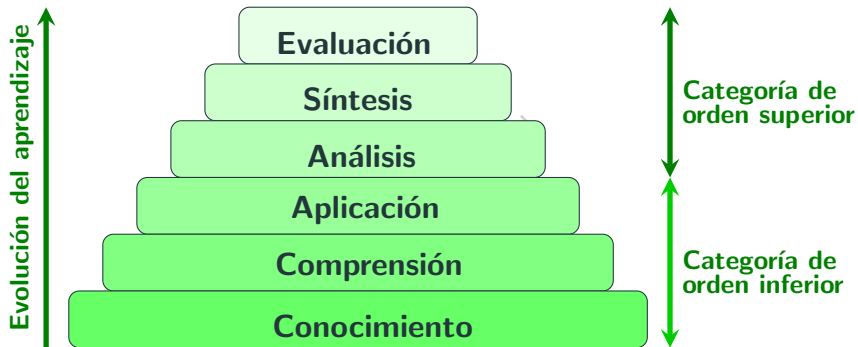 Evolución del aprendizaje
Evaluación
Síntesis
Análisis
Aplicación
Comprensión
Conocimiento
Categoría de
orden superior
Categoría de
orden inferior